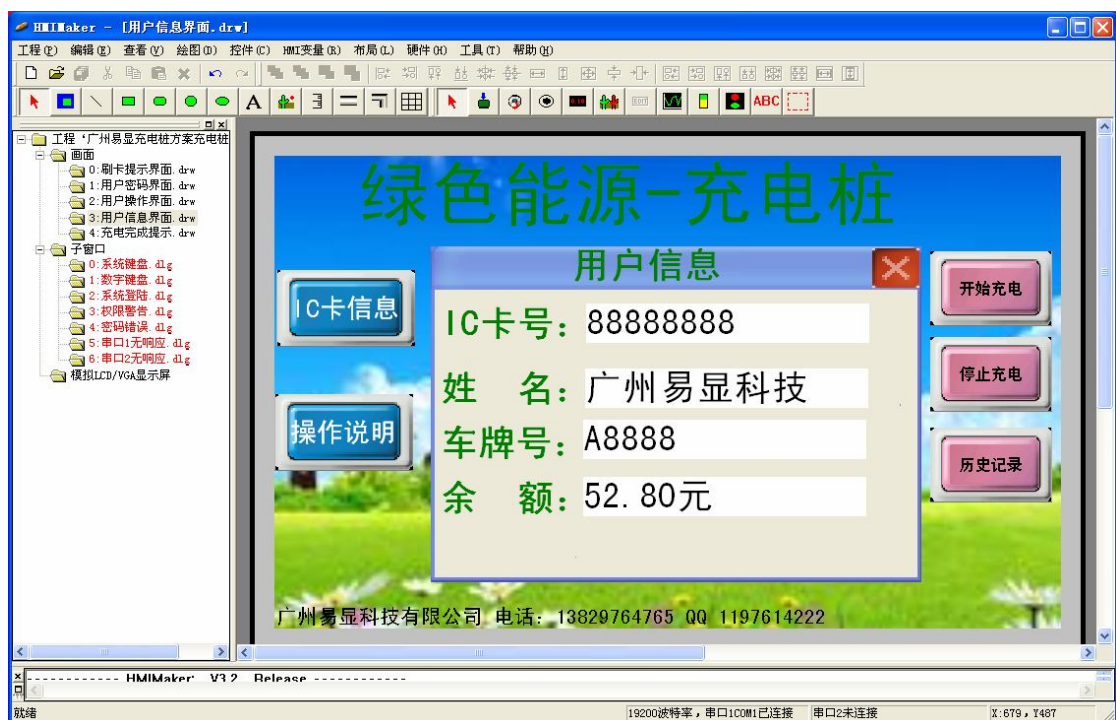 HMIMaker - [用户信息界面.drw]
工程(P) 编辑(E) 查看(V) 绘图(D) 控件(C) HMI变量(R) 布局(L) 硬件(H) 工具(T) 帮助(H)
A ABC
工程‘广州易显充电桩方案充电桩
画面
0:刷卡提示界面.drw
1:用户密码界面.drw
2:用户操作界面.drw
3:用户信息界面.drw
4:充电完成提示.drw
子窗口
0:系统键盘.dlg
1:数字键盘.dlg
2:系统登陆.dlg
3:权限警告.dlg
4:密码错误.dlg
5:串口1无响应.dlg
6:串口2无响应.dlg
模拟LCD/VGA显示屏
绿色能源-充电桩
用户信息
IC卡信息
操作说明
IC卡号: 88888888
姓 名: 广州易显科技
车牌号: A8888
余 额: 52.80元
开始充电
停止充电
历史记录
广州易显科技有限公司 电话: 13829764765 QQ 1197614222
------------ HMIMaker: V3.2 Release ------------
就绪
19200波特率，串口1COM1已连接 串口2未连接 X:679，Y487